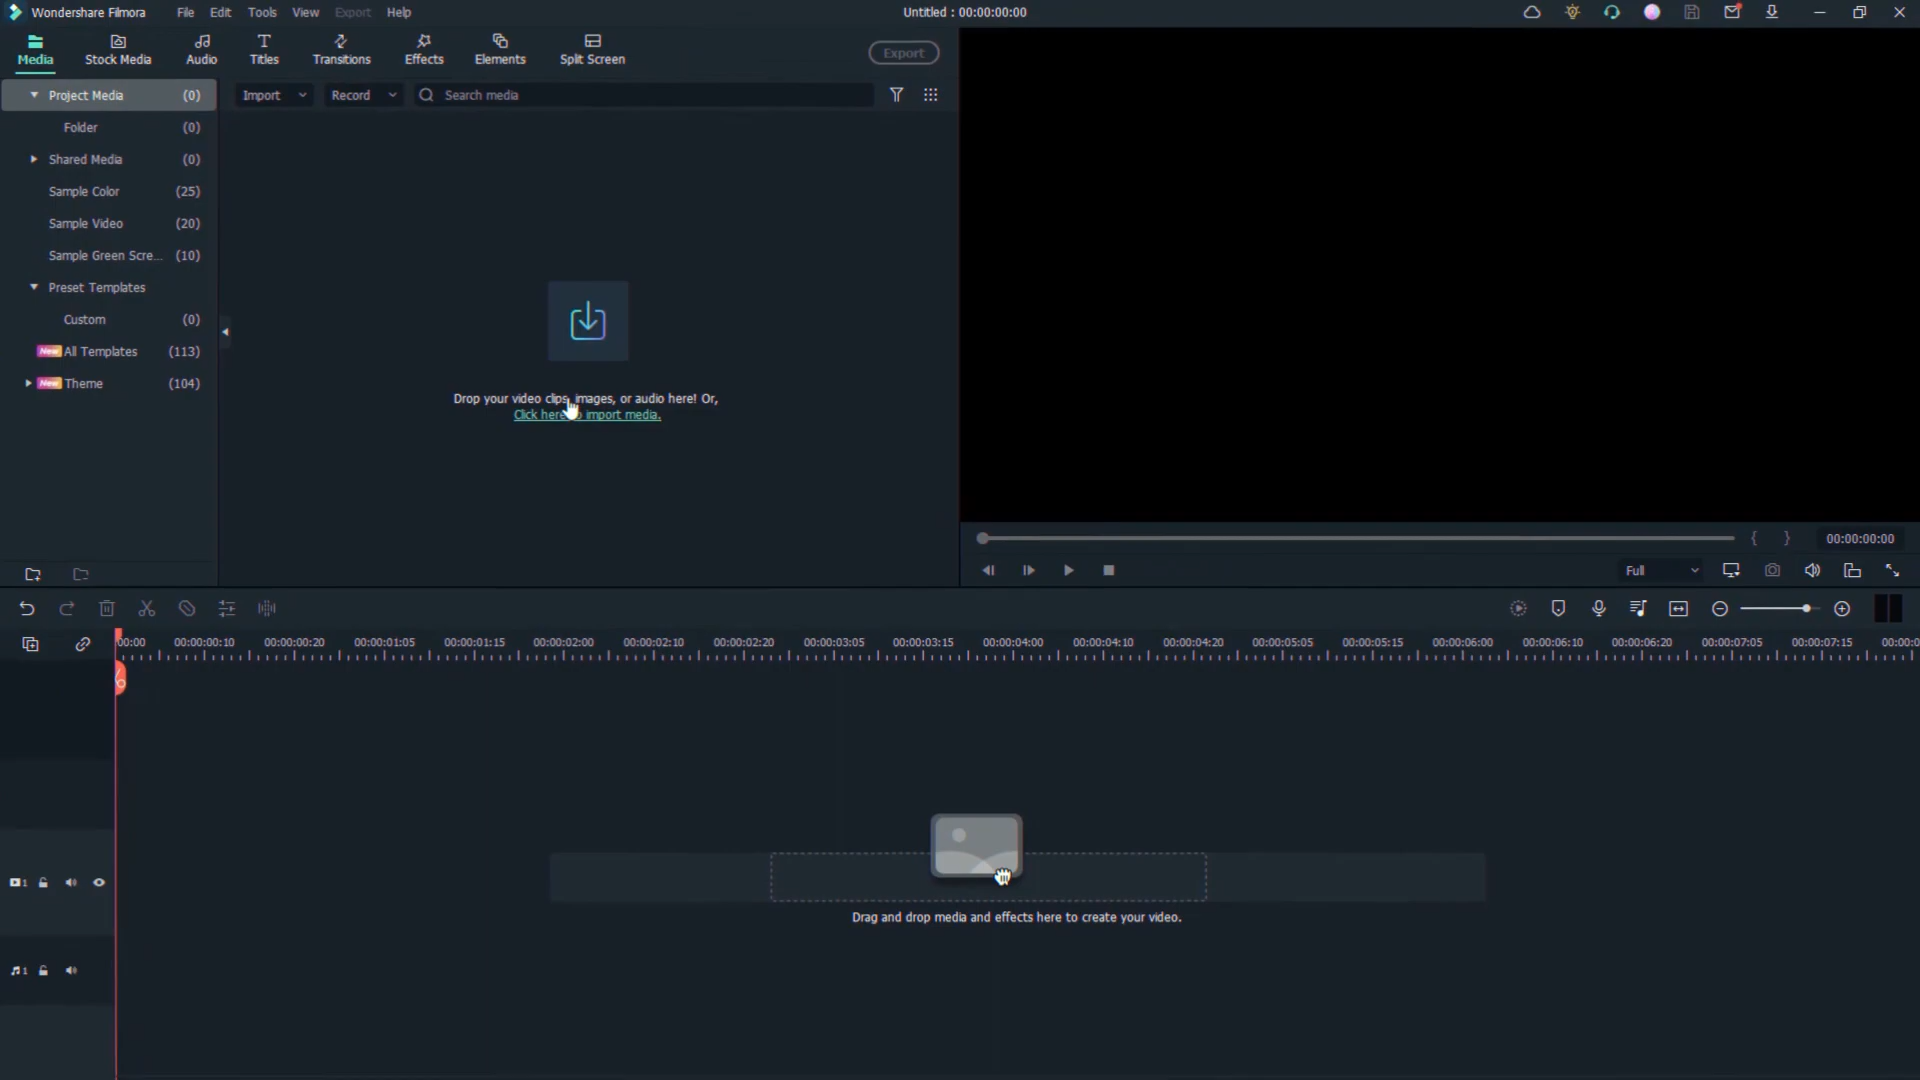 Wondershare Filmora File Edit Tools View Export Help Untitled : 00:00:00:00
Media Stock Media Audio Titles Transitions Effects Elements Split Screen Export
Project Media (0) Import Record Search media
Folder (0)
Shared Media (0)
Sample Color (25)
Sample Video (20)
Sample Green Scre... (10)
Preset Templates
Custom (0)
New All Templates (113)
New Theme (104)
Drop your video clips, images, or audio here! Or,
Click here import media.
{ } 00:00:00:00
Full
00:00 00:00:00:10 00:00:00:20 00:00:01:05 00:00:01:15 00:00:02:00 00:00:02:10 00:00:02:20 00:00:03:05 00:00:03:15 00:00:04:00 00:00:04:10 00:00:04:20 00:00:05:05 00:00:05:15 00:00:06:00 00:00:06:10 00:00:06:20 00:00:07:05 00:00:07:15 00:00:0
1
Drag and drop media and effects here to create your video.
1